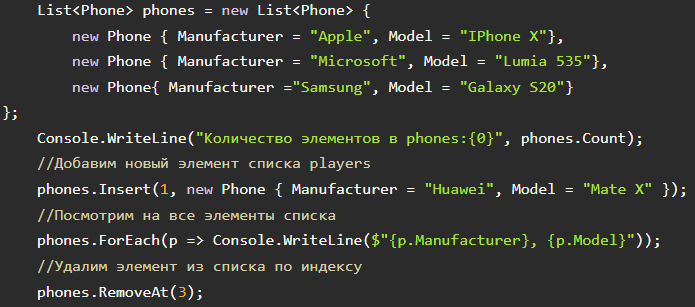 List<Phone> phones = new List<Phone> {
new Phone { Manufacturer = "Apple", Model = "IPhone X"},
new Phone { Manufacturer = "Microsoft", Model = "Lumia 535"},
new Phone{ Manufacturer ="Samsung", Model = "Galaxy S20"}
};
Console.WriteLine("Количество элементов в phones:{0}", phones.Count);
//Добавим новый элемент списка players
phones.Insert(1, new Phone { Manufacturer = "Huawei", Model = "Mate X" });
//Посмотрим на все элементы списка
phones.ForEach(p => Console.WriteLine($"{p.Manufacturer}, {p.Model}"));
//Удалим элемент из списка по индексу
phones.RemoveAt(3);